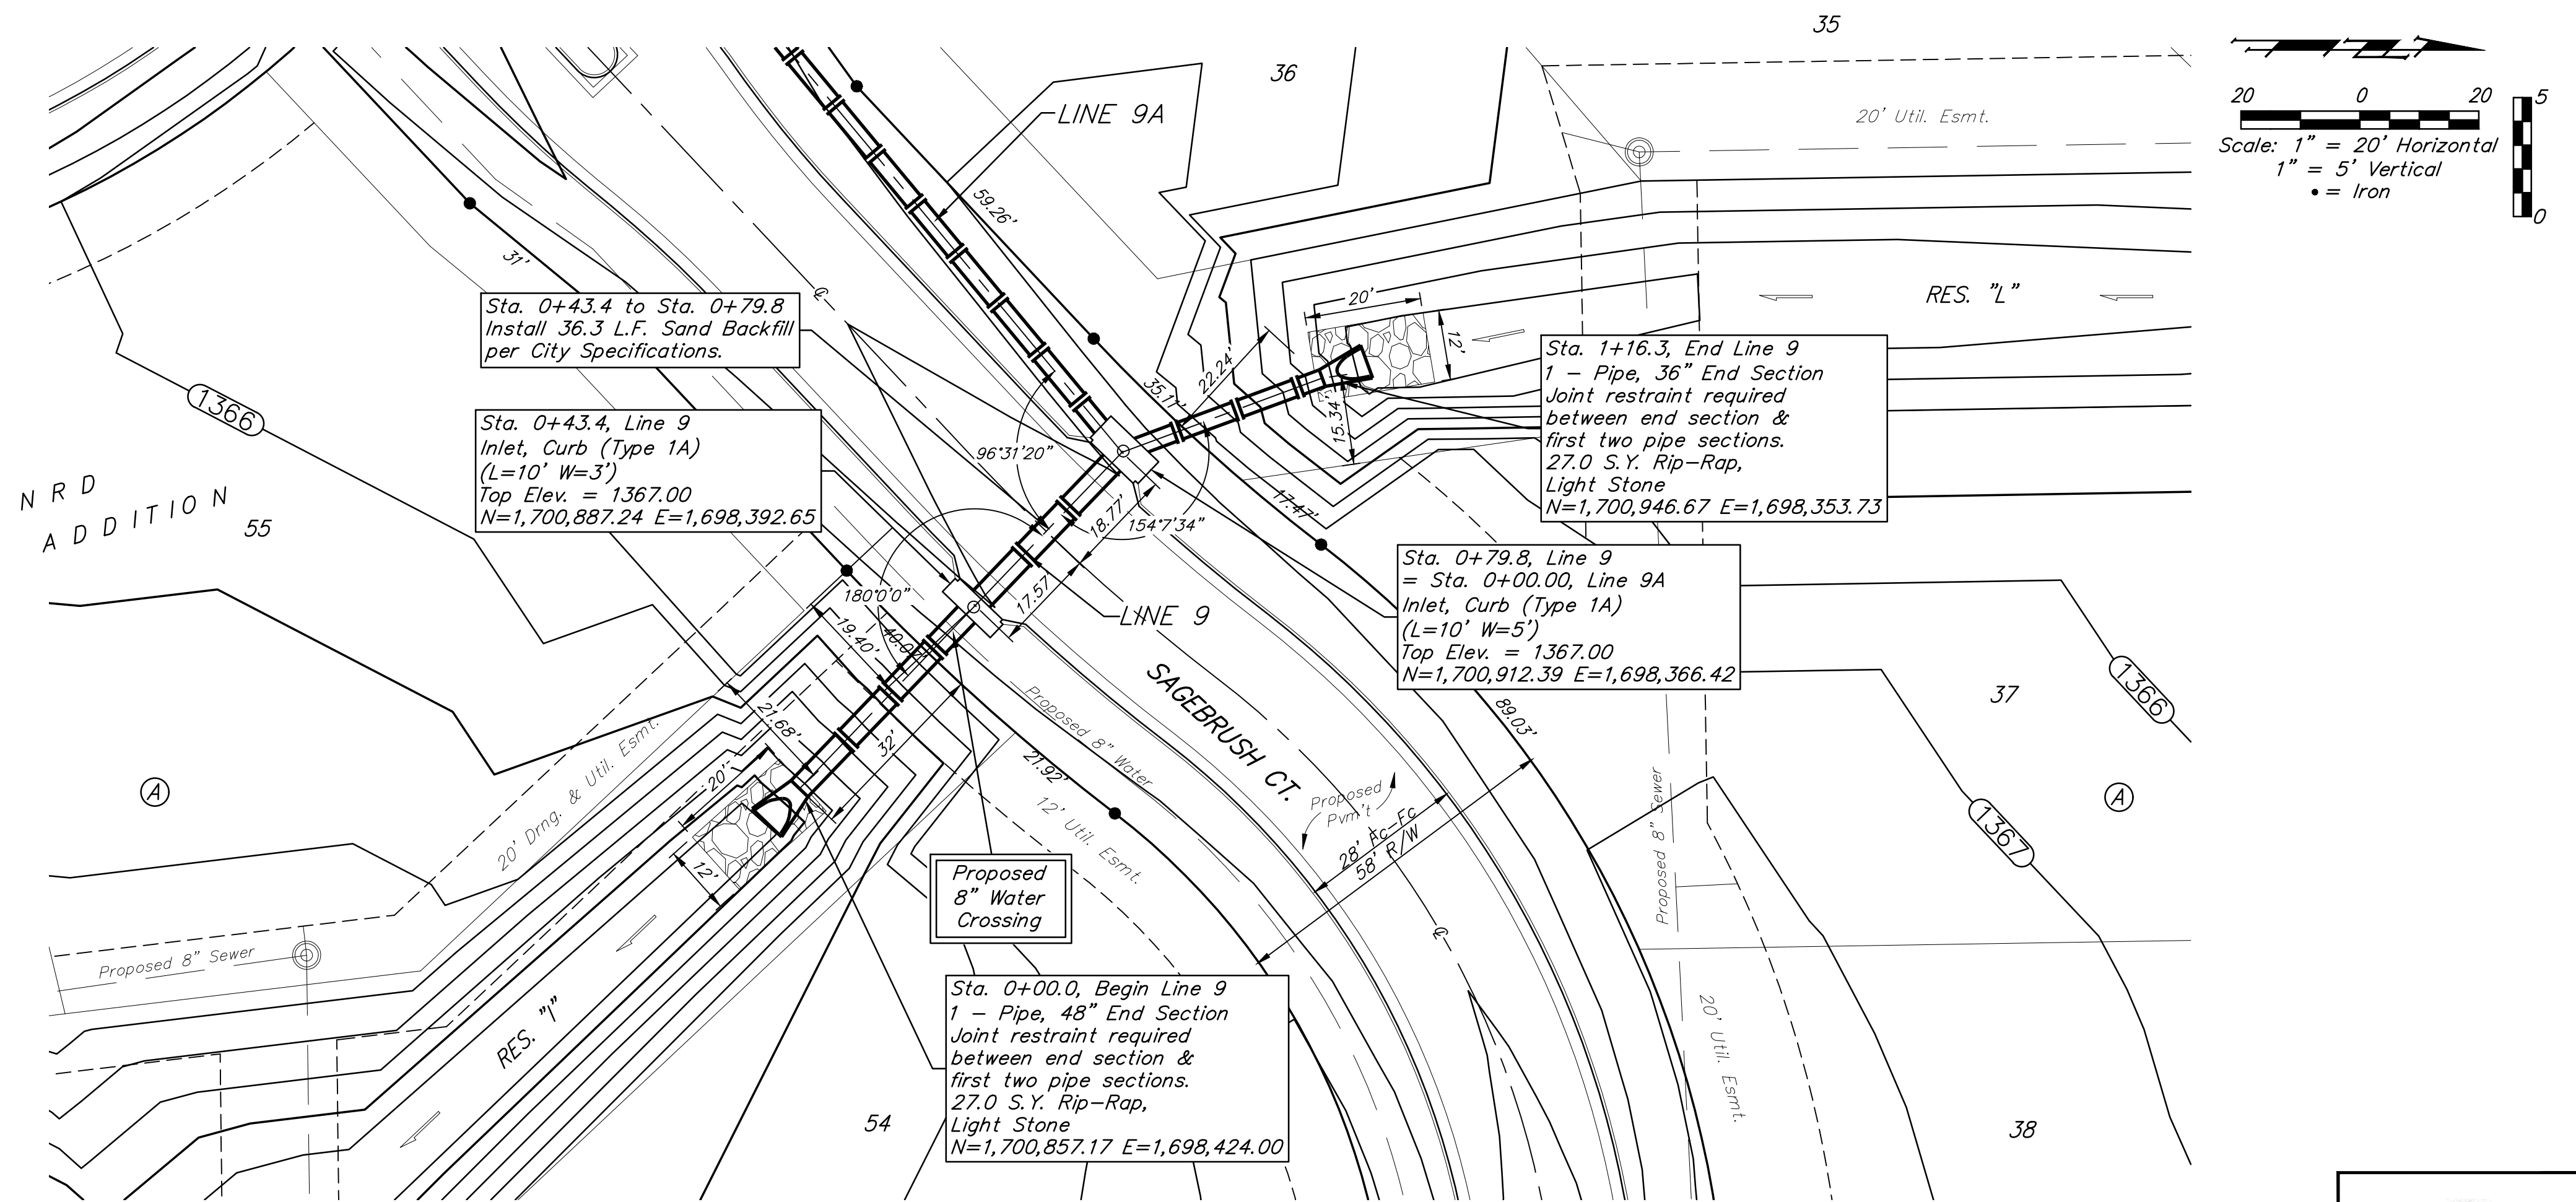 35
36
LINE 9A
20' Util. Esmt.
20 0 20
5
0
Scale: 1" = 20' Horizontal
1" = 5' Vertical
• = Iron
59.26'
31'
℄
Sta. 0+43.4 to Sta. 0+79.8
Install 36.3 L.F. Sand Backfill
per City Specifications.
20'
12'
RES. "L"
Sta. 1+16.3, End Line 9
1 - Pipe, 36" End Section
Joint restraint required
between end section &
first two pipe sections.
27.0 S.Y. Rip-Rap,
Light Stone
N=1,700,946.67 E=1,698,353.73
1366
35.11'
22.24'
15.34'
Sta. 0+43.4, Line 9
Inlet, Curb (Type 1A)
(L=10' W=3')
Top Elev. = 1367.00
N=1,700,887.24 E=1,698,392.65
96°31'20"
154°7'34"
17.47'
18.77'
17.57'
180°0'0"
NRD
ADDITION
55
Sta. 0+79.8, Line 9
= Sta. 0+00.00, Line 9A
Inlet, Curb (Type 1A)
(L=10' W=5')
Top Elev. = 1367.00
N=1,700,912.39 E=1,698,366.42
LINE 9
19.40'
40.07'
SAGEBRUSH CT.
37
1366
Proposed 8" Water
21.68'
32'
21.92'
89.03'
20' Drng. & Util. Esmt.
20'
12'
A
A
12' Util. Esmt.
Proposed
Pvm't
28' Fc-Fc
58' R/W
Proposed 8" Sewer
1367
Proposed
8" Water
Crossing
℄
Proposed 8" Sewer
RES. "I"
Sta. 0+00.0, Begin Line 9
1 - Pipe, 48" End Section
Joint restraint required
between end section &
first two pipe sections.
27.0 S.Y. Rip-Rap,
Light Stone
N=1,700,857.17 E=1,698,424.00
20' Util. Esmt.
54
38